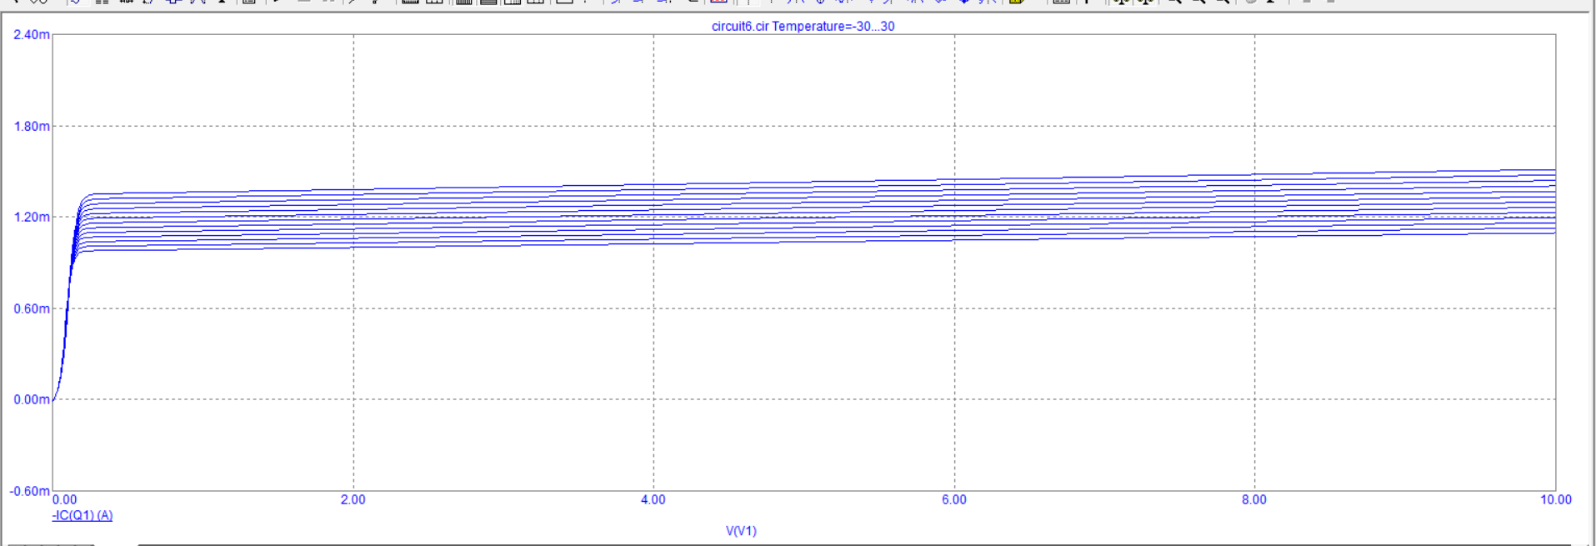 circuit6.cir Temperature=-30...30
2.40m
1.80m
1.20m
0.60m
0.00m
-0.60m
0.00 2.00 4.00 6.00 8.00 10.00
-IC(Q1) (A)
V(V1)